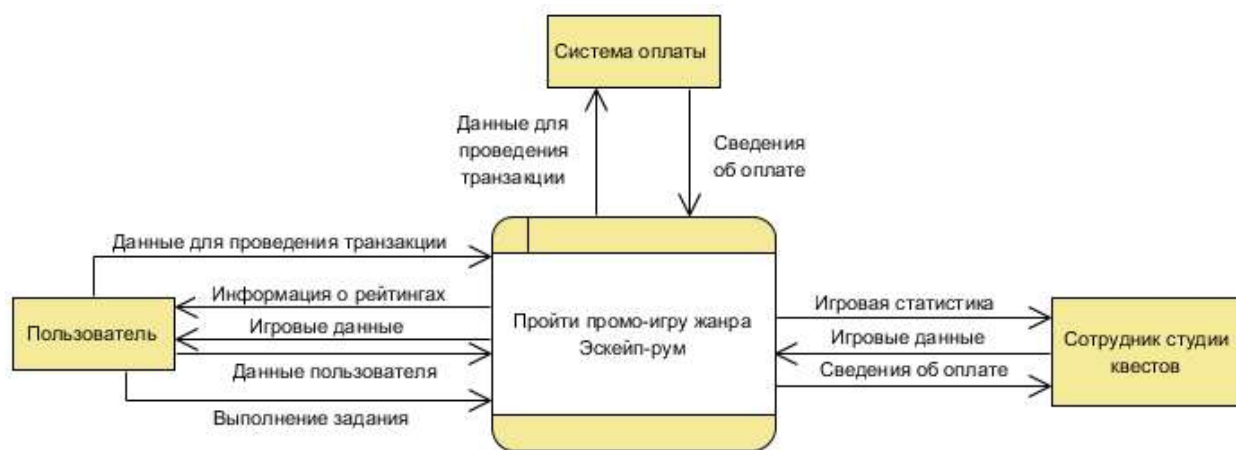 Система оплаты
Данные для
проведения
транзакции
Сведения
об оплате
Данные для проведения транзакции
Информация о рейтингах
Игровые данные
Данные пользователя
Выполнение задания
Пользователь
Пройти промо-игру жанра
Эскейп-рум
Игровая статистика
Игровые данные
Сведения об оплате
Сотрудник студии
квестов